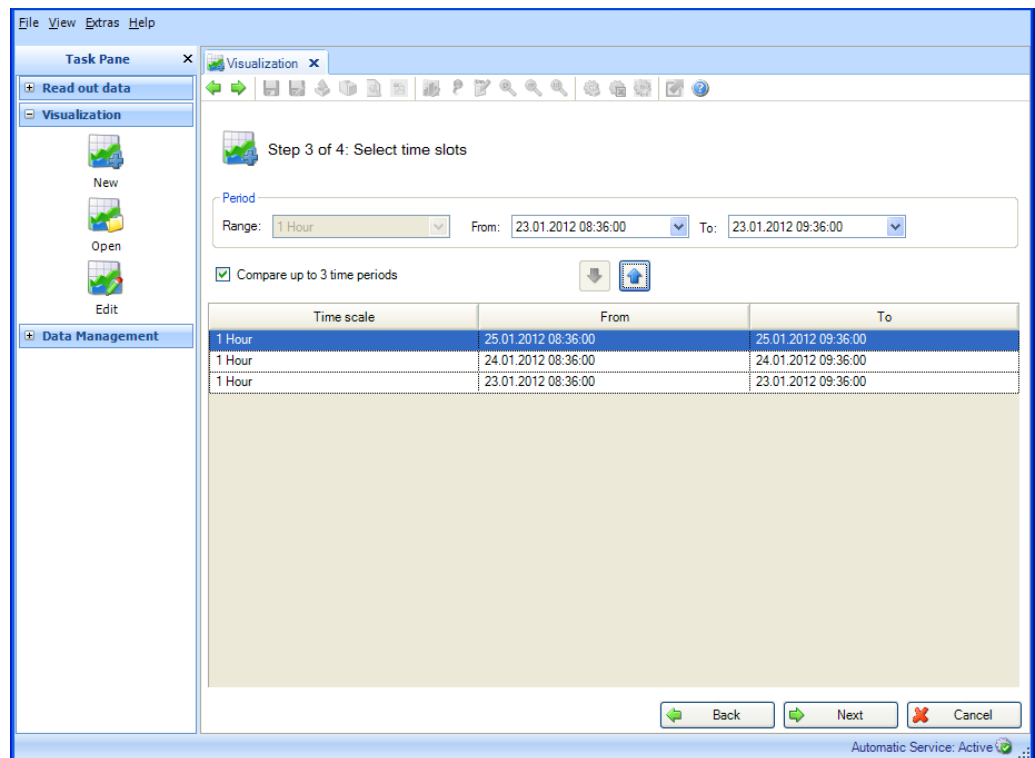 File View Extras Help
Task Pane
Read out data
Visualization
New
Open
Edit
Data Management
Visualization
Step 3 of 4: Select time slots
Period
Range: 1 Hour From: 23.01.2012 08:36:00 To: 23.01.2012 09:36:00
Compare up to 3 time periods
Time scale From To
1 Hour 25.01.2012 08:36:00 25.01.2012 09:36:00
1 Hour 24.01.2012 08:36:00 24.01.2012 09:36:00
1 Hour 23.01.2012 08:36:00 23.01.2012 09:36:00
Back Next Cancel
Automatic Service: Active